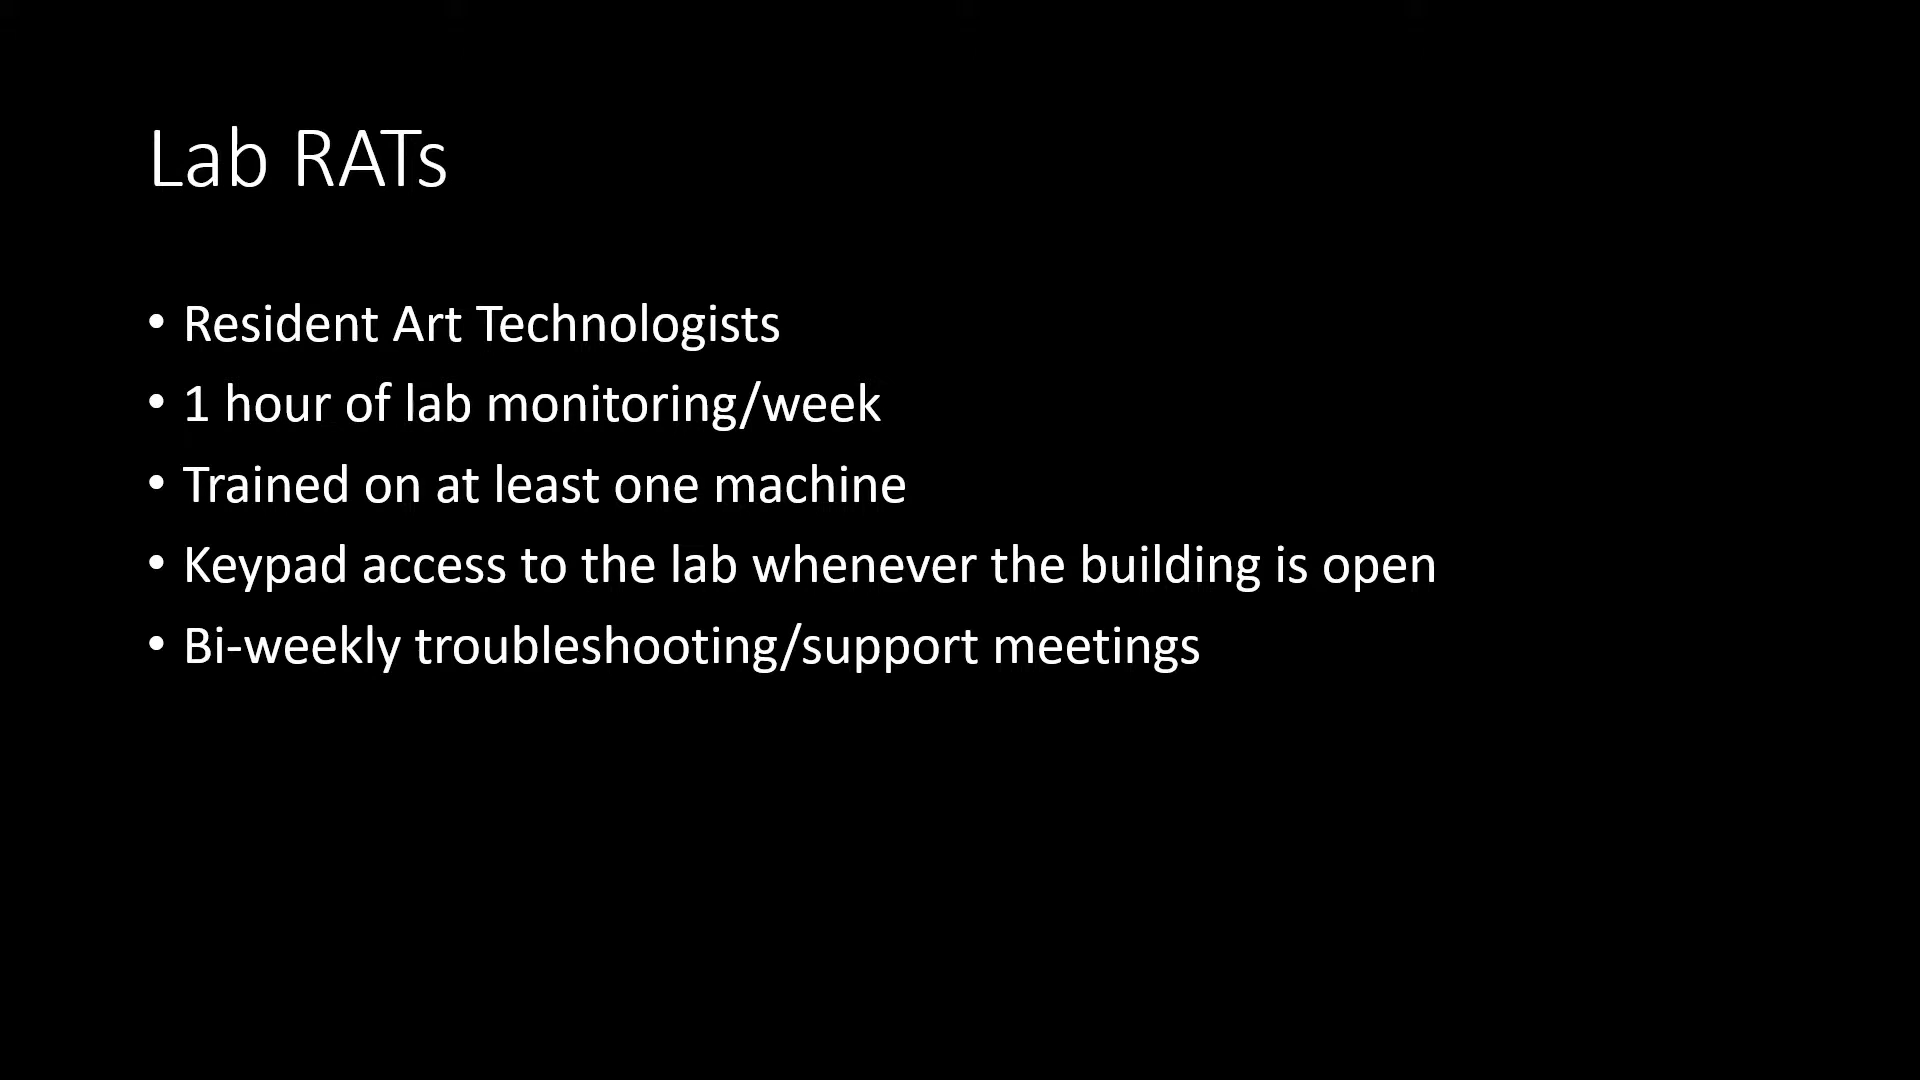 Lab RATs
• Resident Art Technologists
• 1 hour of lab monitoring/week
• Trained on at least one machine
• Keypad access to the lab whenever the building is open
• Bi-weekly troubleshooting/support meetings